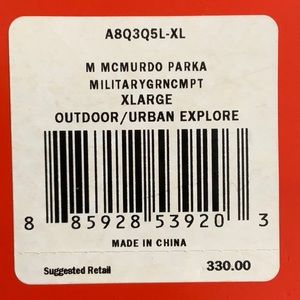 A8Q3Q5L-XL
M MCMURDO PARKA
MILITARYGRNCMPT
XLARGE
OUTDOOR/URBAN EXPLORE
8 85928 53920 3
MADE IN CHINA
Suggested Retail 330.00